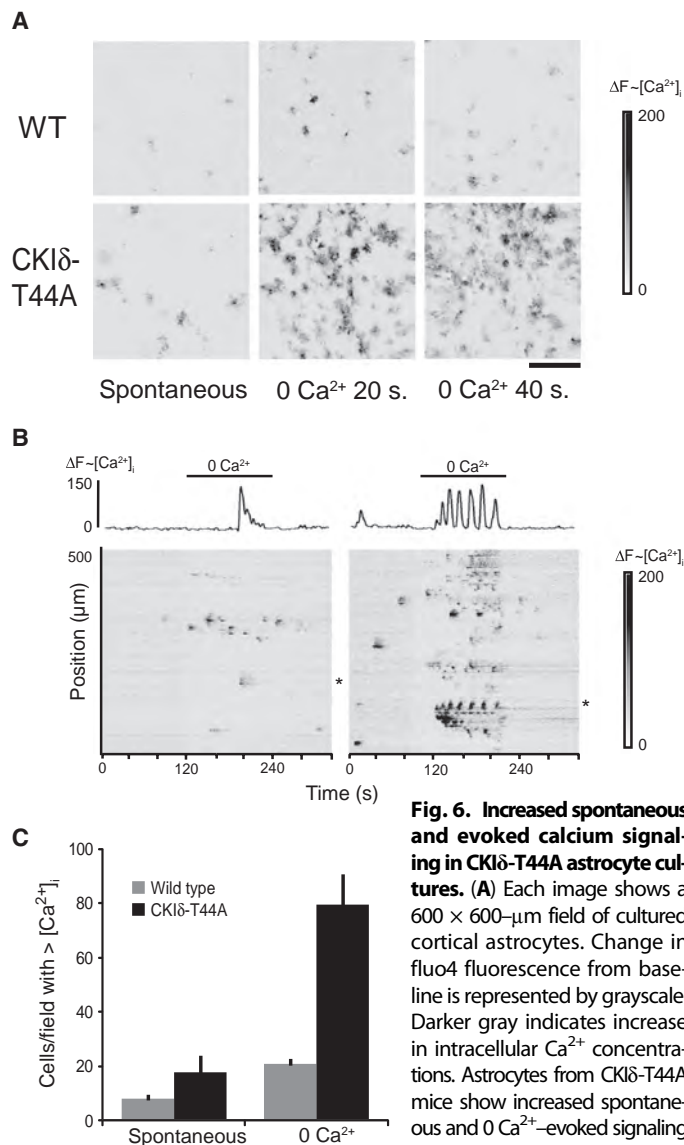 A
WT
CKIδ-
T44A
Spontaneous
0 Ca²⁺ 20 s.
0 Ca²⁺ 40 s.
ΔF~[Ca²⁺]i
200
0
B
ΔF~[Ca²⁺]i
0 Ca²⁺
0 Ca²⁺
150
0
500
Position (µm)
*
*
0
120
240
0
120
240
Time (s)
ΔF~[Ca²⁺]i
200
0
C
Cells/field with > [Ca²⁺]i
100
80
60
40
20
0
Wild type
CKIδ-T44A
Spontaneous
0 Ca²⁺
Fig. 6. Increased spontaneous
and evoked calcium signal-
ing in CKIδ-T44A astrocyte cul-
tures. (A) Each image shows a
600 × 600–µm field of cultured
cortical astrocytes. Change in
fluo4 fluorescence from base-
line is represented by grayscale.
Darker gray indicates increase
in intracellular Ca²⁺ concentra-
tions. Astrocytes from CKIδ-T44A
mice show increased spontane-
ous and 0 Ca²⁺–evoked signaling